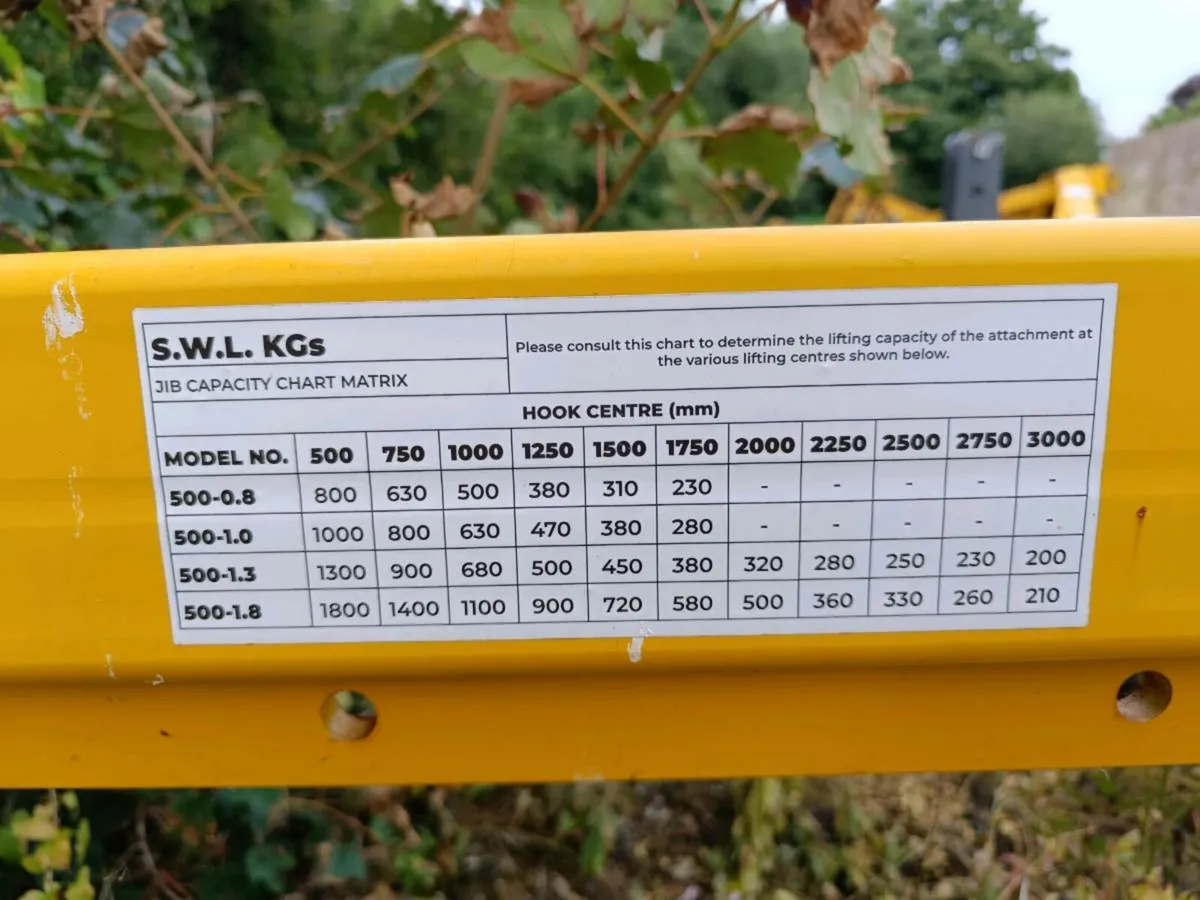 S.W.L. KGs
JIB CAPACITY CHART MATRIX
Please consult this chart to determine the lifting capacity of the attachment at
the various lifting centres shown below.
HOOK CENTRE (mm)
MODEL NO. 500 750 1000 1250 1500 1750 2000 2250 2500 2750 3000
500-0.8 800 630 500 380 310 230 - - - - -
500-1.0 1000 800 630 470 380 280 - - - - -
500-1.3 1300 900 680 500 450 380 320 280 250 230 200
500-1.8 1800 1400 1100 900 720 580 500 360 330 260 210